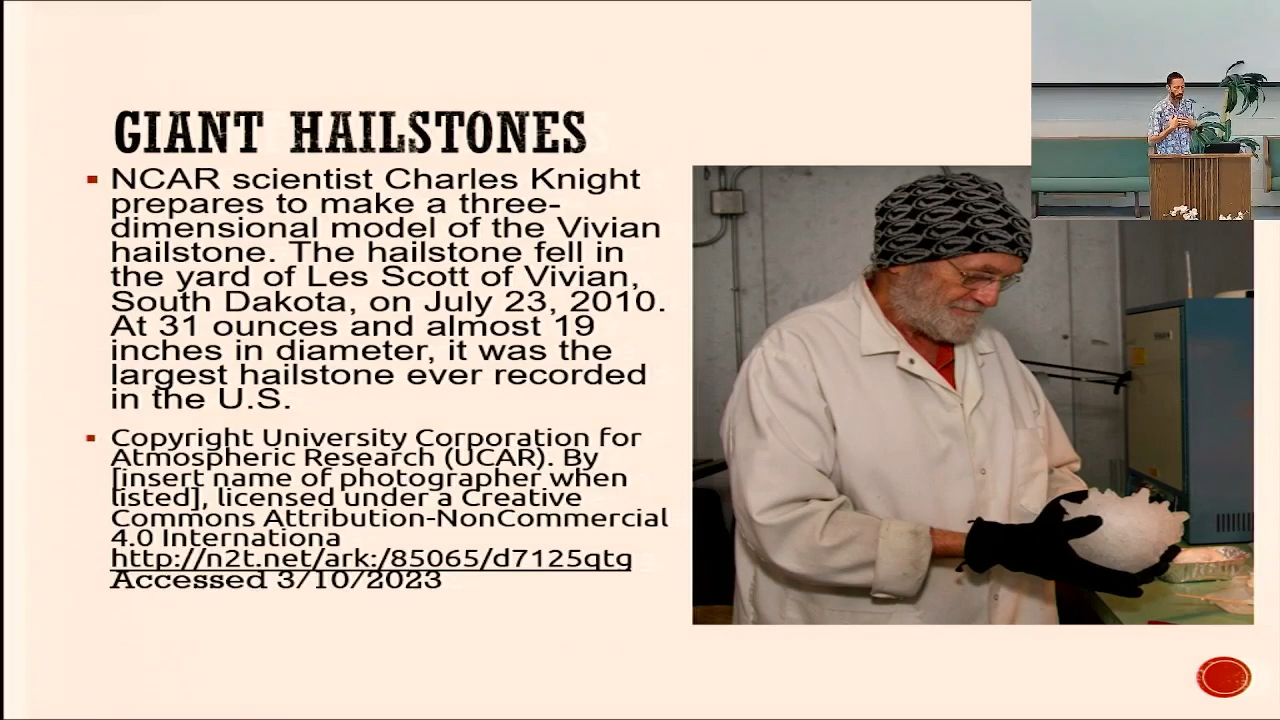 GIANT HAILSTONES
NCAR scientist Charles Knight
prepares to make a three-
dimensional model of the Vivian
hailstone. The hailstone fell in
the yard of Les Scott of Vivian,
South Dakota, on July 23, 2010.
At 31 ounces and almost 19
inches in diameter, it was the
largest hailstone ever recorded
in the U.S.
Copyright University Corporation for
Atmospheric Research (UCAR). By
[insert name of photographer when
listed], licensed under a Creative
Commons Attribution-NonCommercial
4.0 Internationa
http://n2t.net/ark:/85065/d7125qtg
Accessed 3/10/2023